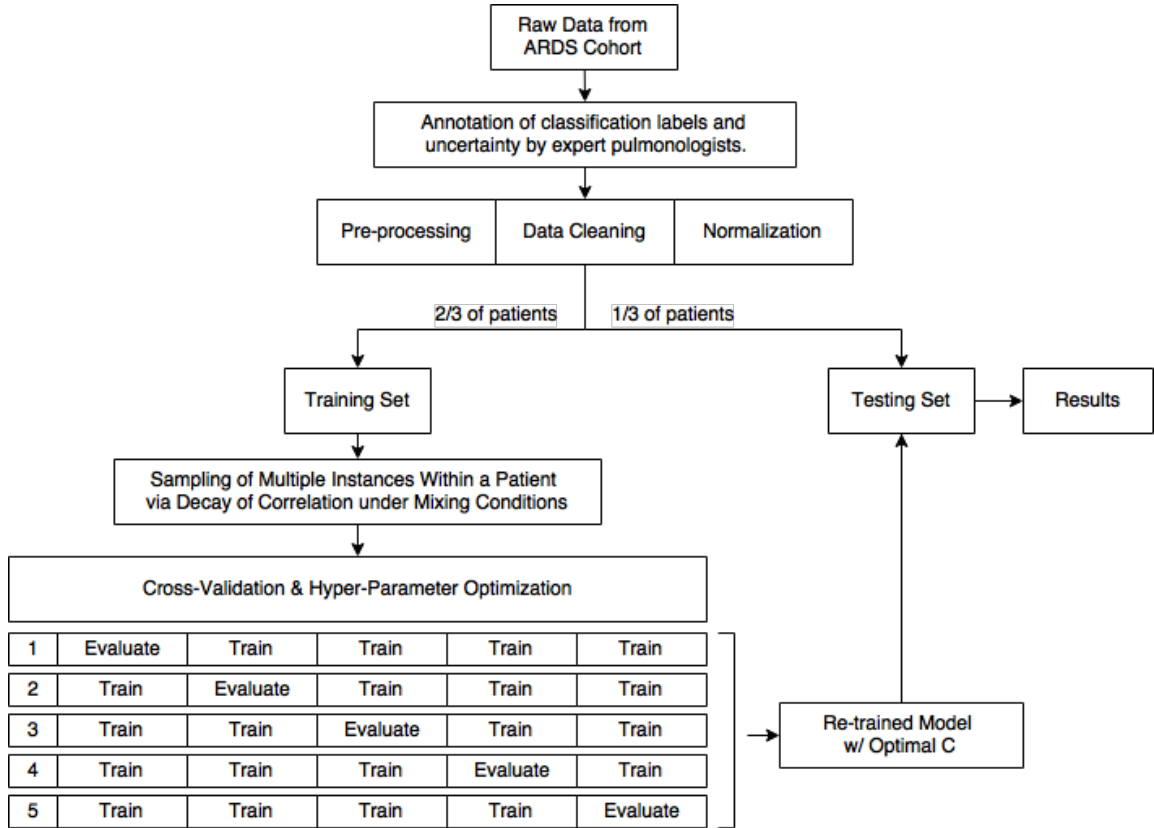 Raw Data from
ARDS Cohort
Annotation of classification labels and
uncertainty by expert pulmonologists.
Pre-processing
Data Cleaning
Normalization
2/3 of patients
1/3 of patients
Training Set
Testing Set
Results
Sampling of Multiple Instances Within a Patient
via Decay of Correlation under Mixing Conditions
Cross-Validation & Hyper-Parameter Optimization
1 Evaluate Train Train Train Train
2 Train Evaluate Train Train Train
3 Train Train Evaluate Train Train
4 Train Train Train Evaluate Train
5 Train Train Train Train Evaluate
Re-trained Model
w/ Optimal C